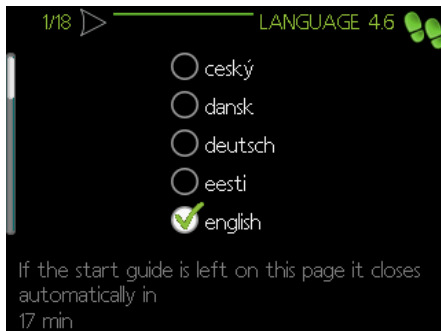 1/18
LANGUAGE 4.6
ceský
dansk
deutsch
eesti
english
If the start guide is left on this page it closes
automatically in
17 min